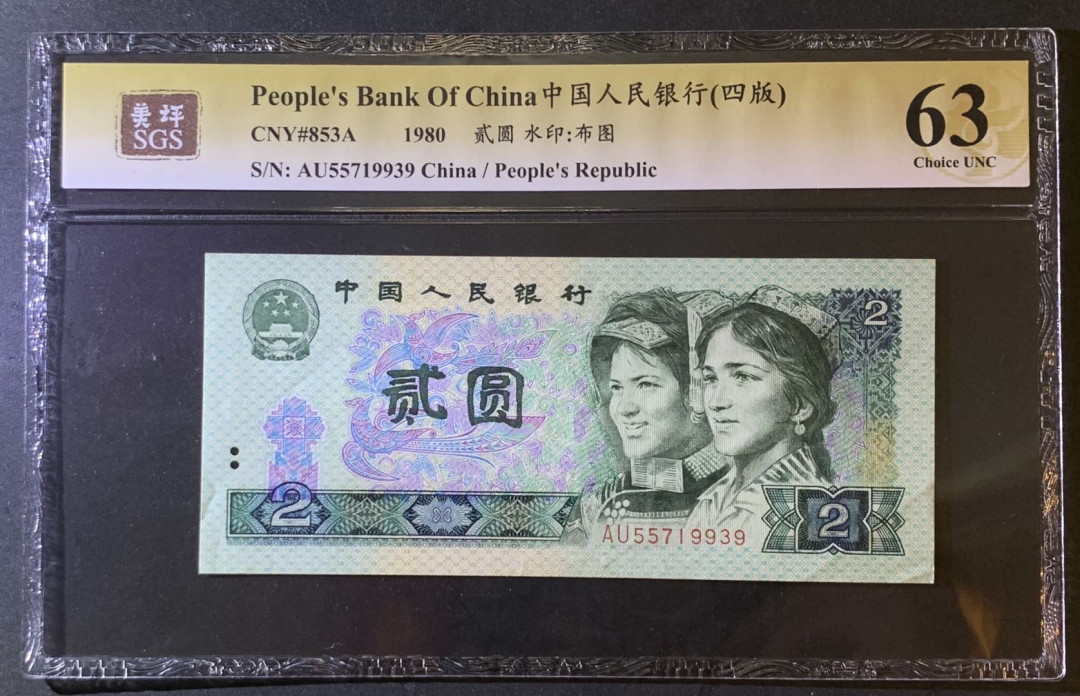 美评
SGS
People's Bank Of China中国人民银行(四版)
CNY#853A 1980 贰圆 水印:布图
S/N: AU55719939 China / People's Republic
63
Choice UNC
中国人民银行
2
贰圆
2
AU55719939
2